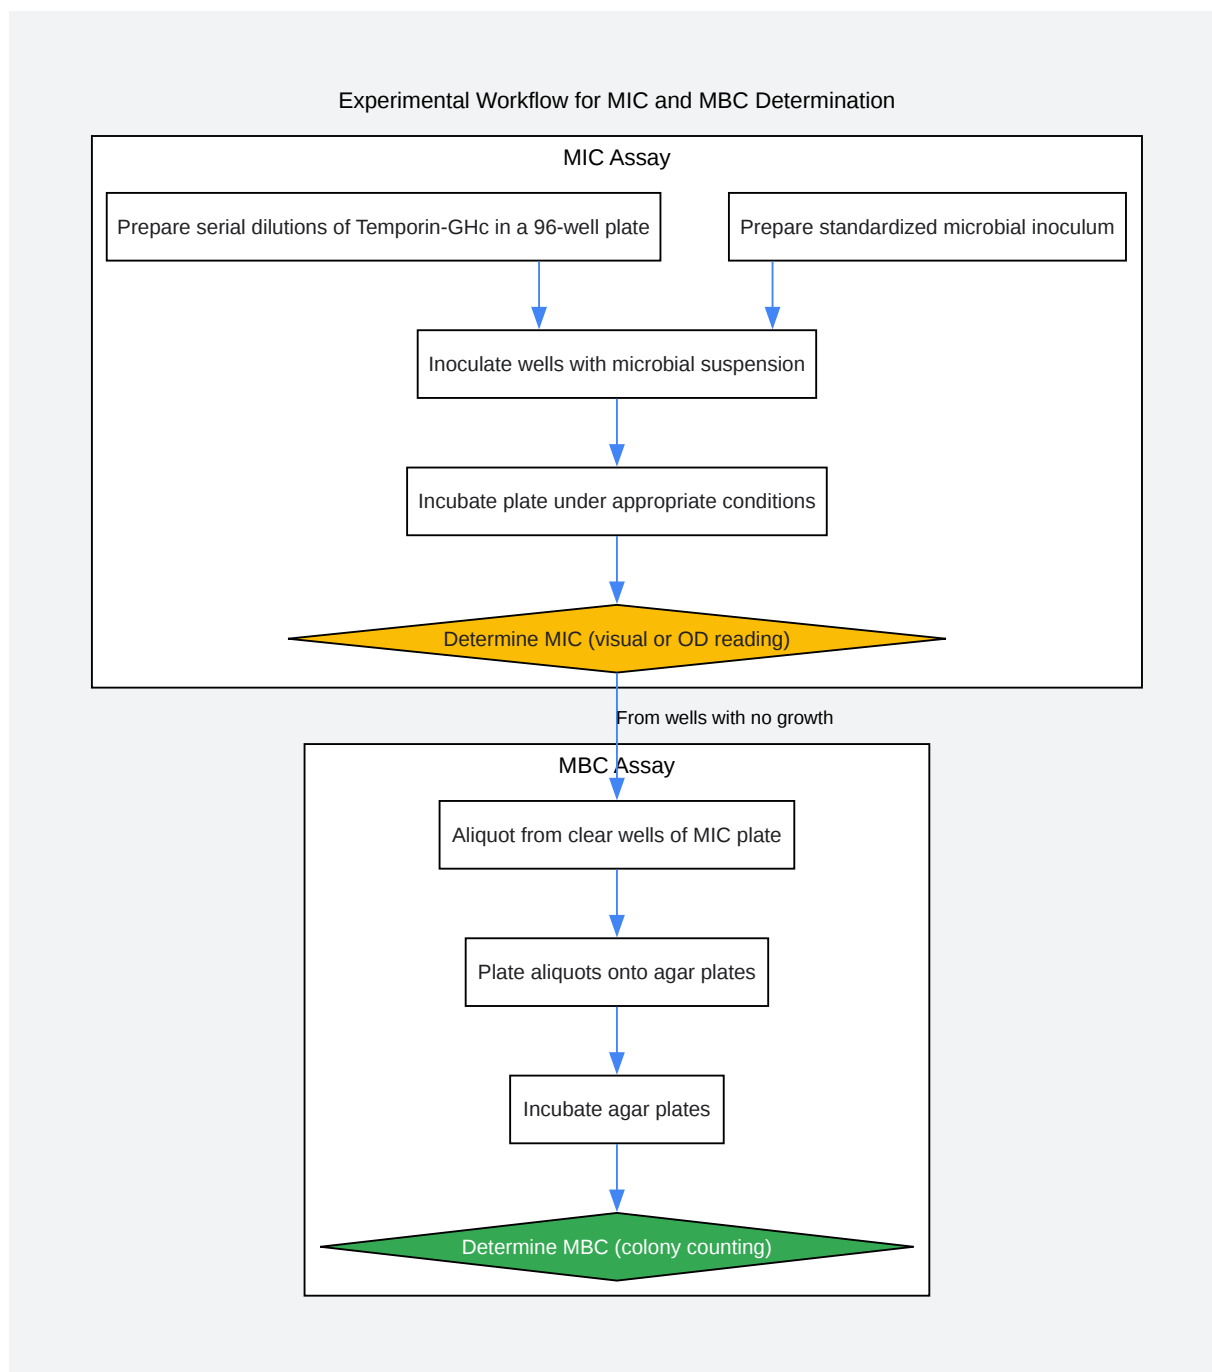 Experimental Workflow for MIC and MBC Determination
MIC Assay
Prepare serial dilutions of Temporin-GHc in a 96-well plate
Prepare standardized microbial inoculum
Inoculate wells with microbial suspension
Incubate plate under appropriate conditions
Determine MIC (visual or OD reading)
From wells with no growth
MBC Assay
Aliquot from clear wells of MIC plate
Plate aliquots onto agar plates
Incubate agar plates
Determine MBC (colony counting)